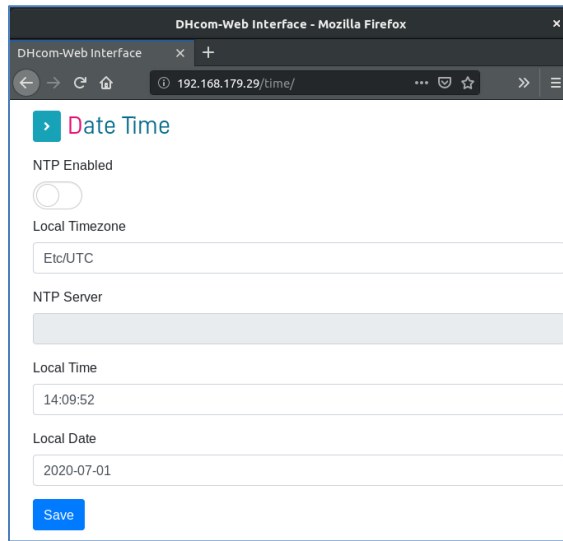 DHcom-Web Interface - Mozilla Firefox
DHcom-Web Interface
192.168.179.29/time/
Date Time
NTP Enabled
Local Timezone
Etc/UTC
NTP Server
Local Time
14:09:52
Local Date
2020-07-01
Save